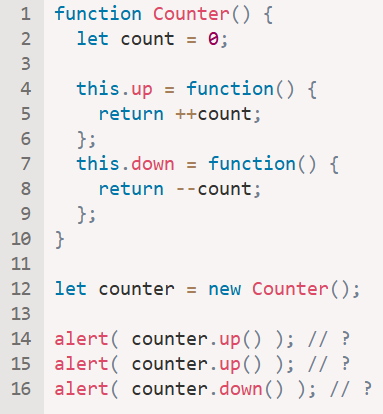 1 function Counter() {
2   let count = 0;
3
4   this.up = function() {
5     return ++count;
6   };
7   this.down = function() {
8     return --count;
9   };
10 }
11
12 let counter = new Counter();
13
14 alert( counter.up() ); // ?
15 alert( counter.up() ); // ?
16 alert( counter.down() ); // ?